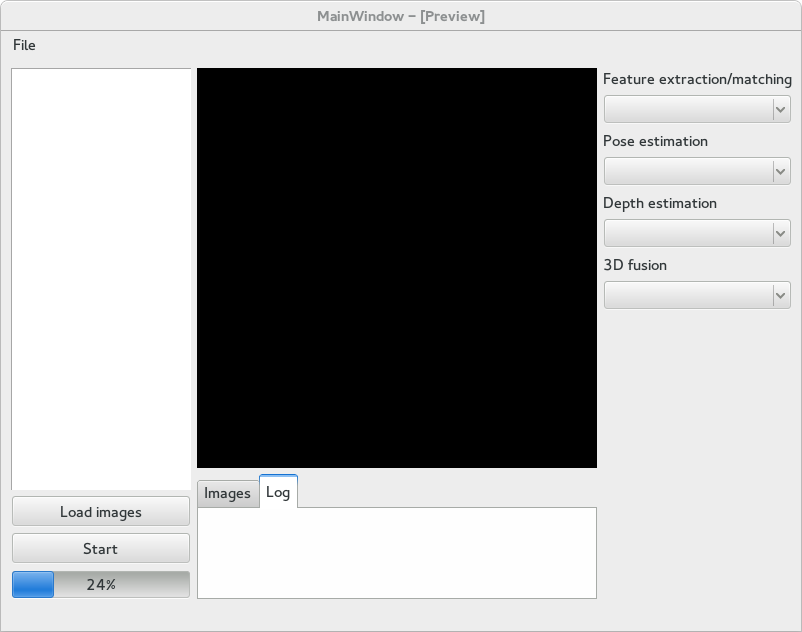 MainWindow – [Preview]
File
Feature extraction/matching
Pose estimation
Depth estimation
3D fusion
Load images
Start
24%
Images
Log